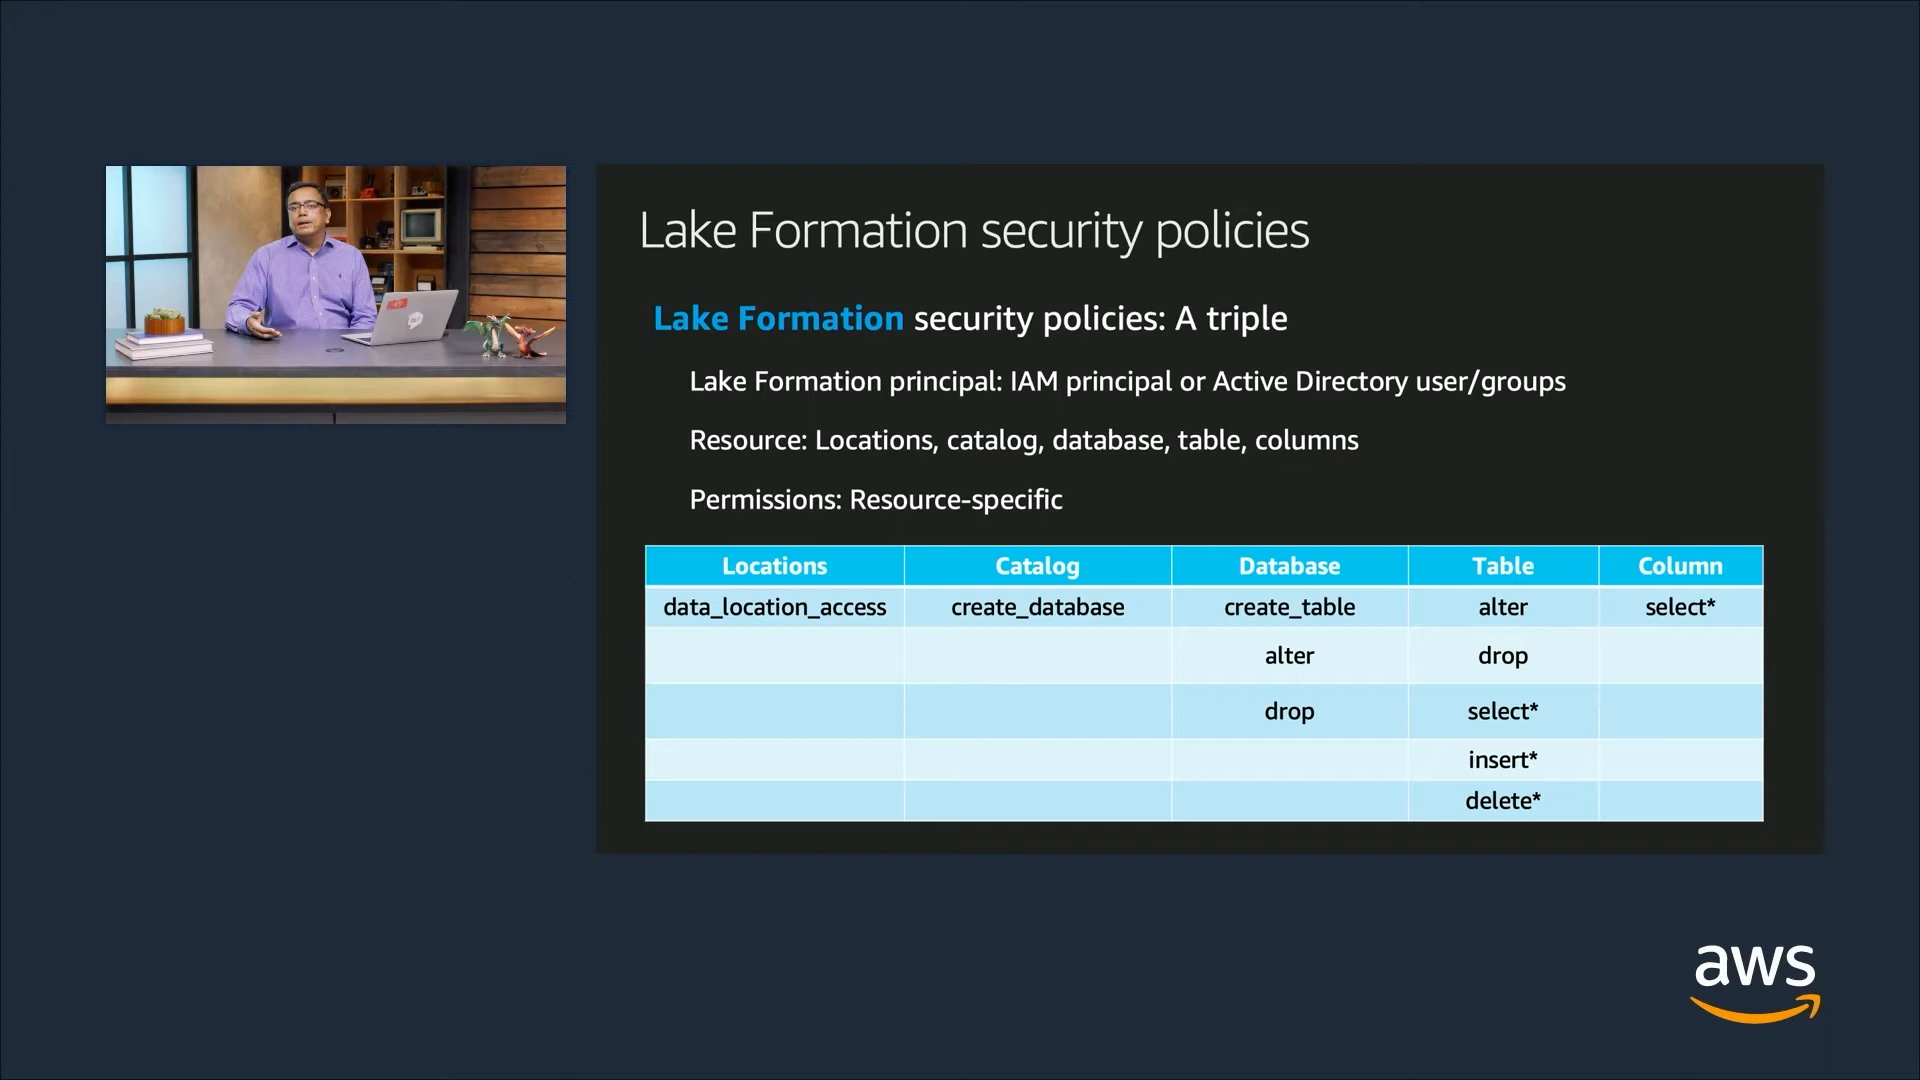 Lake Formation security policies
Lake Formation security policies: A triple
Lake Formation principal: IAM principal or Active Directory user/groups
Resource: Locations, catalog, database, table, columns
Permissions: Resource-specific
Locations Catalog Database Table Column
data_location_access create_database create_table alter select*
alter drop
drop select*
insert*
delete*
aws